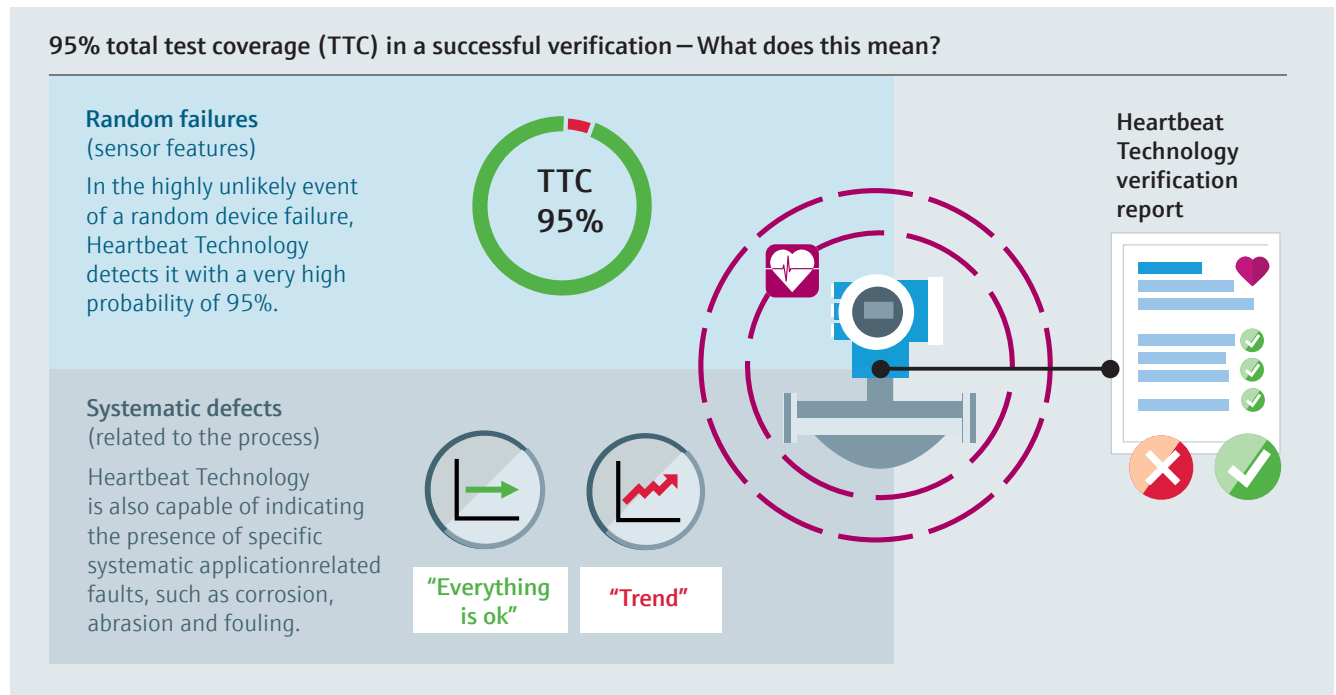 95% total test coverage (TTC) in a successful verification – What does this mean?
Random failures
(sensor features)
In the highly unlikely event
of a random device failure,
Heartbeat Technology
detects it with a very high
probability of 95%.
TTC
95%
Heartbeat
Technology
verification
report
Systematic defects
(related to the process)
Heartbeat Technology
is also capable of indicating
the presence of specific
systematic applicationrelated
faults, such as corrosion,
abrasion and fouling.
“Everything
is ok”
“Trend”